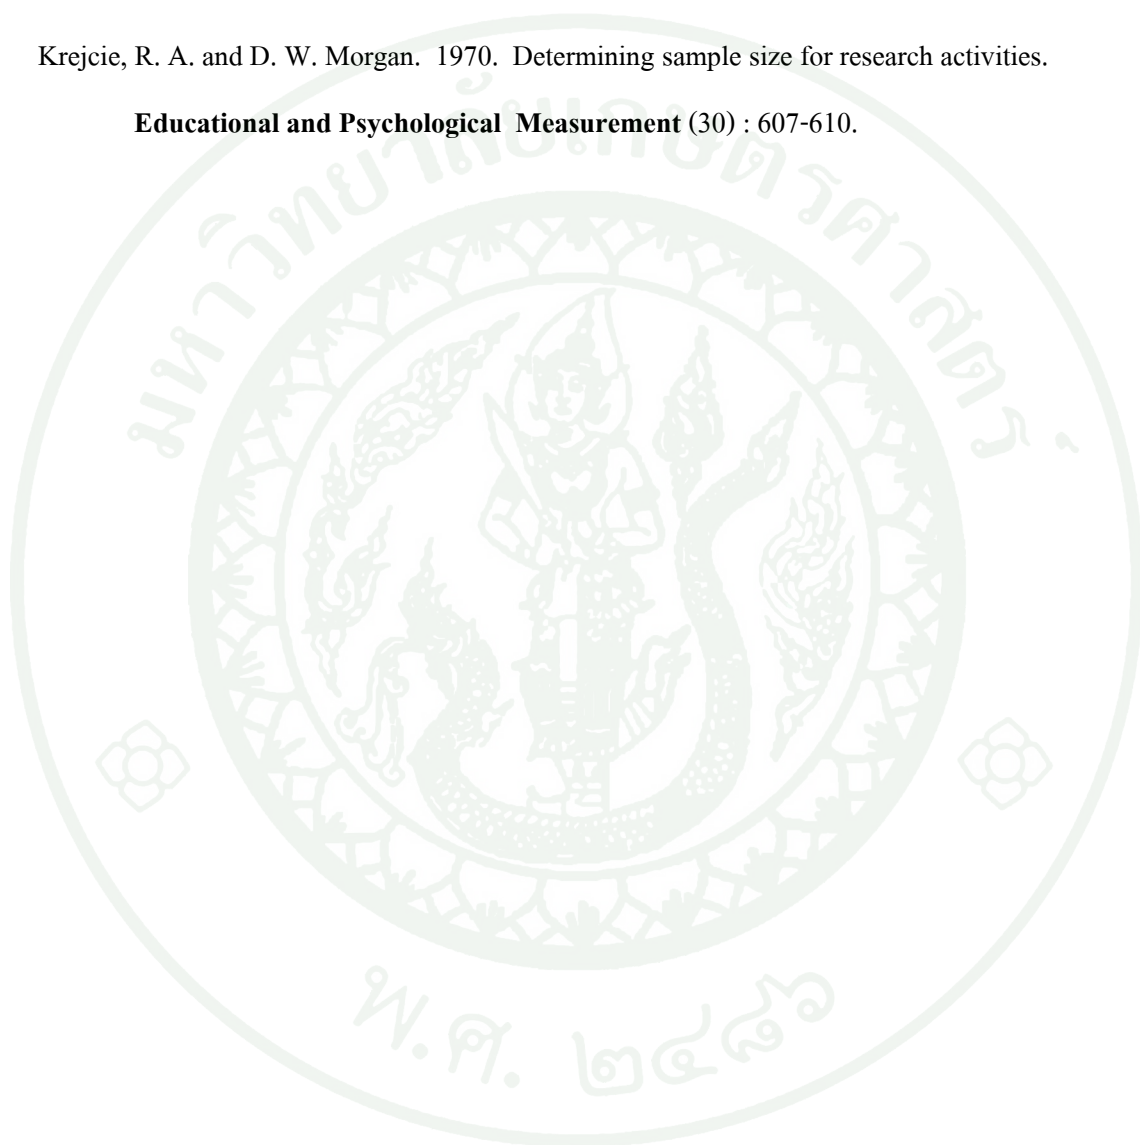 Krejcie, R. A. and D. W. Morgan.  1970.  Determining sample size for research activities.
Educational and Psychological  Measurement (30) : 607-610.
มหาวิทยาลัยเกษตรศาสตร์
พ.ศ. ๒๔๘๖